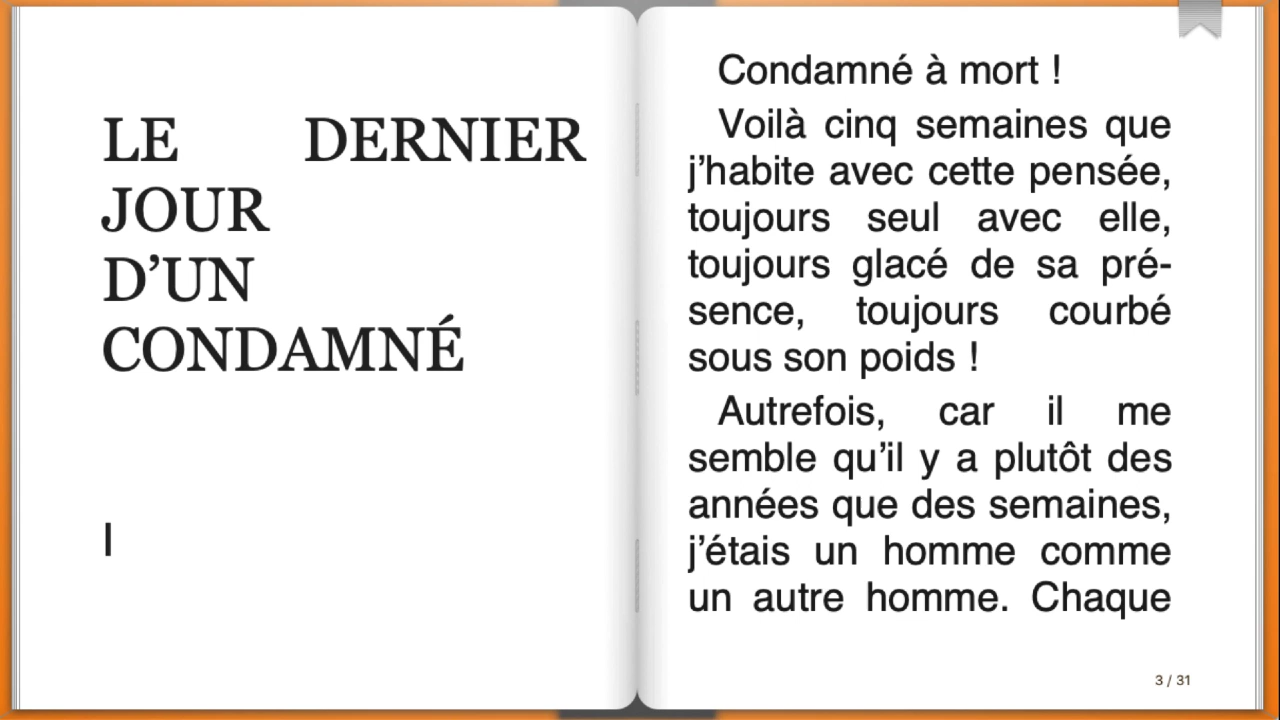 LE DERNIER
JOUR
D’UN
CONDAMNÉ
I
Condamné à mort !
Voilà cinq semaines que
j’habite avec cette pensée,
toujours seul avec elle,
toujours glacé de sa pré-
sence, toujours courbé
sous son poids !
Autrefois, car il me
semble qu’il y a plutôt des
années que des semaines,
j’étais un homme comme
un autre homme. Chaque
3 / 31